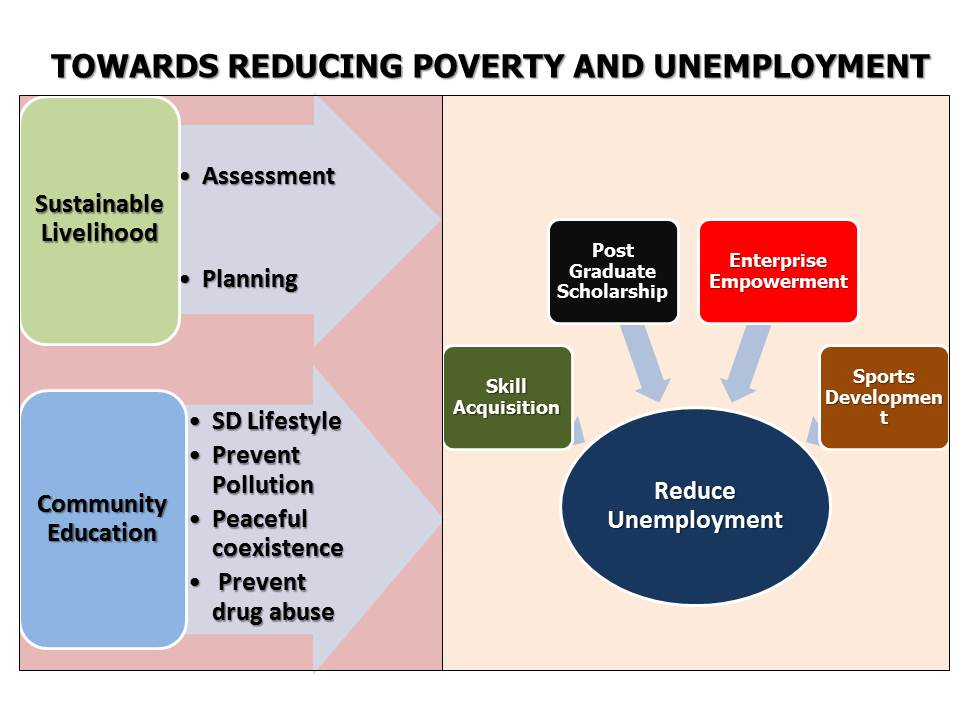 TOWARDS REDUCING POVERTY AND UNEMPLOYMENT
Sustainable
Livelihood
• Assessment
• Planning
Community
Education
• SD Lifestyle
• Prevent
Pollution
• Peaceful
coexistence
• Prevent
drug abuse
Post
Graduate
Scholarship
Enterprise
Empowerment
Skill
Acquisition
Sports
Developmen
t
Reduce
Unemployment